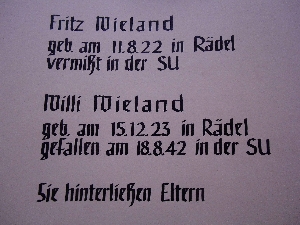 Fritz Wieland
geb. am 11.8.22 in Rädel
vermißt in der SU
Willi Wieland
geb. am 15.12.23 in Rädel
gefallen am 18.8.42 in der SU
Sie hinterließen Eltern